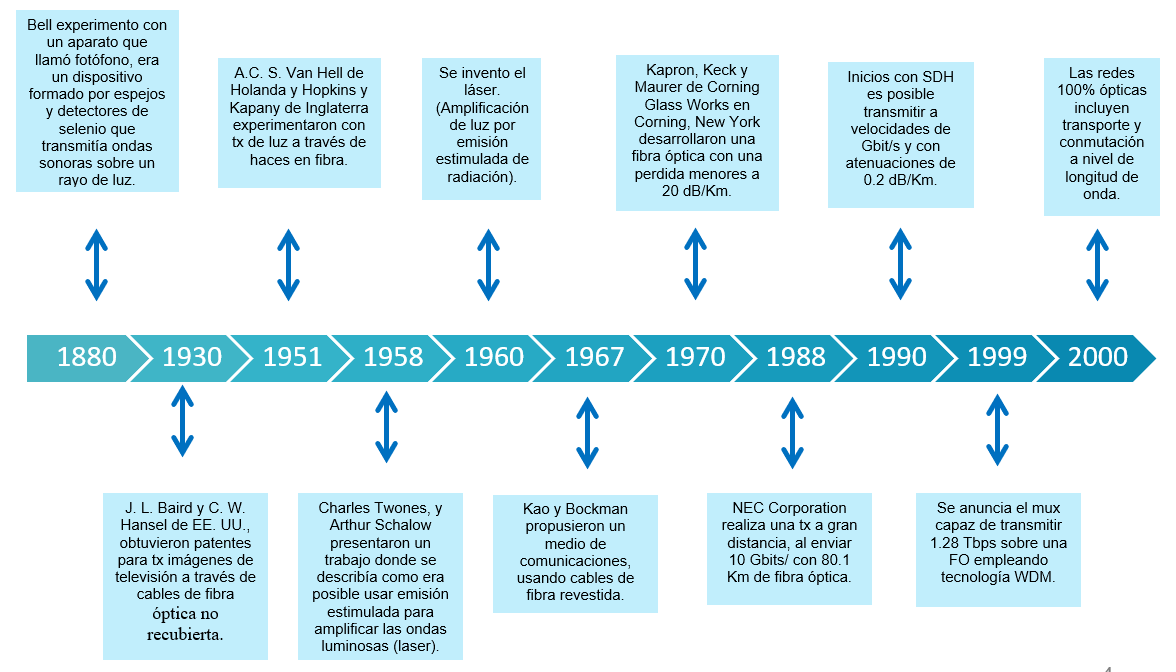 Bell experimento con
un aparato que
llamó fotófono, era
un dispositivo
formado por espejos
y detectores de
selenio que
transmitía ondas
sonoras sobre un
rayo de luz.
A.C. S. Van Hell de
Holanda y Hopkins y
Kapany de Inglaterra
experimentaron con
tx de luz a través de
haces en fibra.
Se invento el
láser.
(Amplificación
de luz por
emisión
estimulada de
radiación).
Kapron, Keck y
Maurer de Corning
Glass Works en
Corning, New York
desarrollaron una
fibra óptica con una
perdida menores a
20 dB/Km.
Inicios con SDH
es posible
transmitir a
velocidades de
Gbit/s y con
atenuaciones de
0.2 dB/Km.
Las redes
100% ópticas
incluyen
transporte y
conmutación
a nivel de
longitud de
onda.
1880 1930 1951 1958 1960 1967 1970 1988 1990 1999 2000
J. L. Baird y C. W.
Hansel de EE. UU.,
obtuvieron patentes
para tx imágenes de
televisión a través de
cables de fibra
óptica no
recubierta.
Charles Twones, y
Arthur Schalow
presentaron un
trabajo donde se
describía como era
posible usar emisión
estimulada para
amplificar las ondas
luminosas (laser).
Kao y Bockman
propusieron un
medio de
comunicaciones,
usando cables de
fibra revestida.
NEC Corporation
realiza una tx a gran
distancia, al enviar
10 Gbits/ con 80.1
Km de fibra óptica.
Se anuncia el mux
capaz de transmitir
1.28 Tbps sobre una
FO empleando
tecnología WDM.